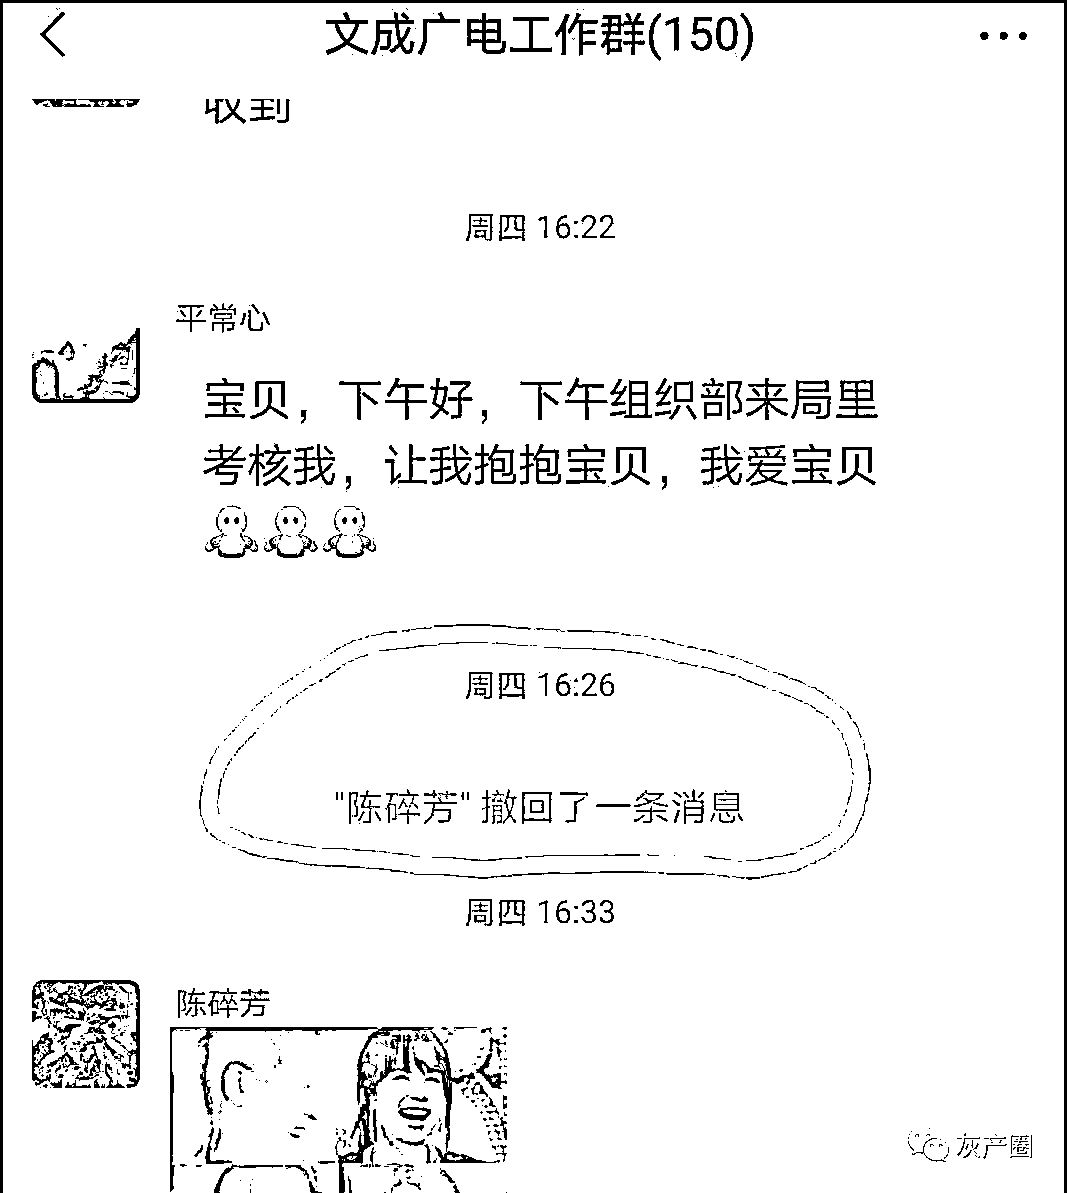 文成广电工作群(150)
收到
周四 16:22
平常心
宝贝，下午好，下午组织部来局里
考核我，让我抱抱宝贝，我爱宝贝
周四 16:26
"陈碎芳" 撤回了一条消息
周四 16:33
陈碎芳
灰产圈